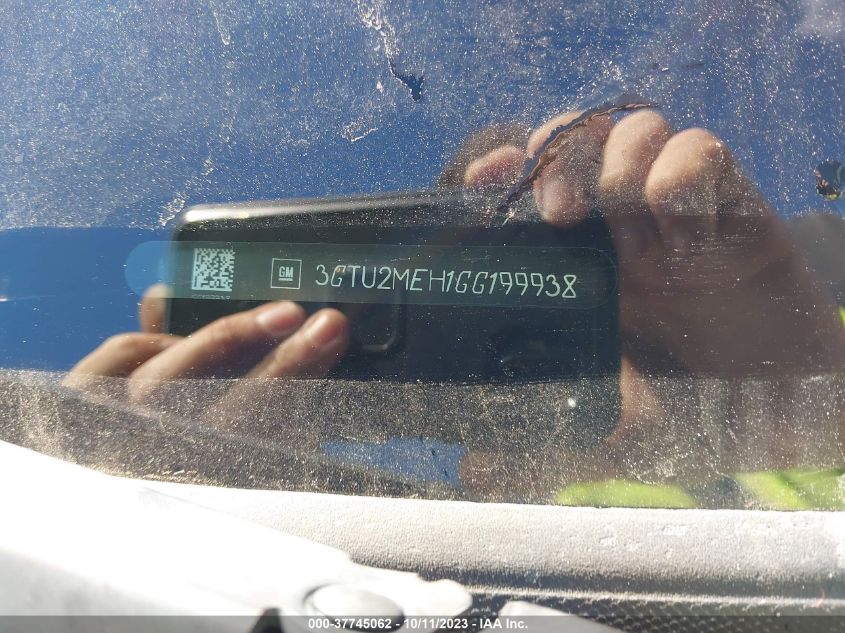 GM 3GTU2MEH1GG199938
000-37745062 - 10/11/2023 - IAA Inc.